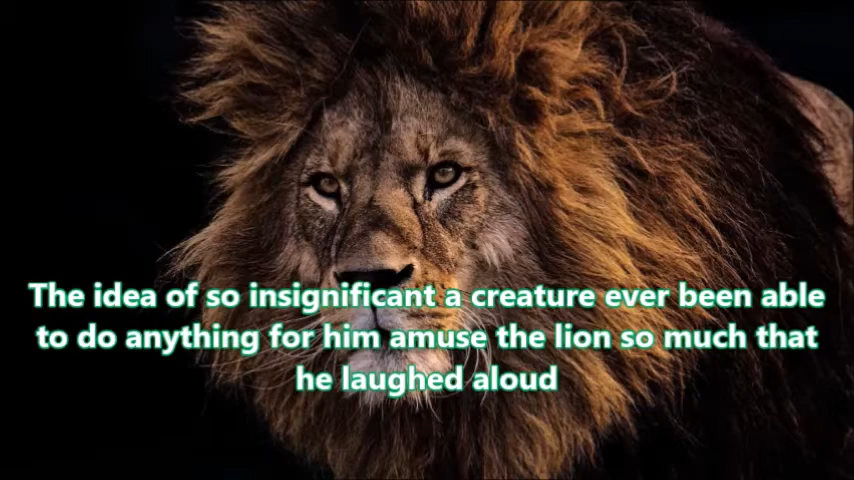 The idea of so insignificant a creature ever been able
to do anything for him amuse the lion so much that
he laughed aloud